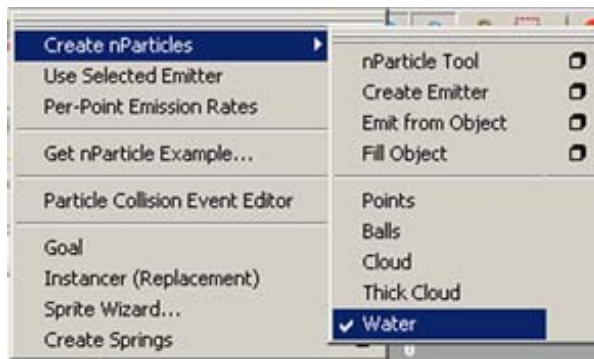 Create nParticles
Use Selected Emitter
Per-Point Emission Rates
Get nParticle Example...
Particle Collision Event Editor
Goal
Instancer (Replacement)
Sprite Wizard...
Create Springs
nParticle Tool
Create Emitter
Emit from Object
Fill Object
Points
Balls
Cloud
Thick Cloud
Water